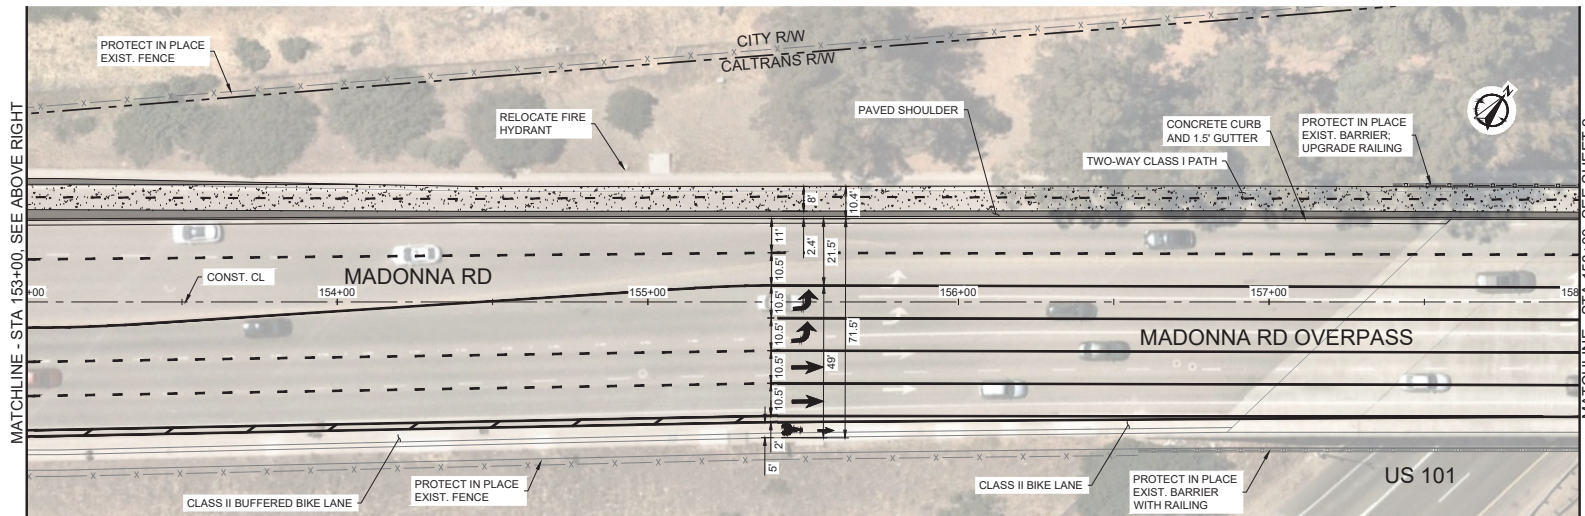 CITY R/W
CALTRANS R/W
PROTECT IN PLACE
EXIST. FENCE
RELOCATE FIRE
HYDRANT
PAVED SHOULDER
CONCRETE CURB
AND 1.5' GUTTER
TWO-WAY CLASS I PATH
PROTECT IN PLACE
EXIST. BARRIER;
UPGRADE RAILING
N
MATCHLINE - STA 153+00, SEE ABOVE RIGHT
CONST. CL
MADONNA RD
+00
154+00
155+00
156+00
157+00
158
8'
10.4'
11'
2.4'
21.5'
10.5'
10.5'
10.5'
10.5'
10.5'
71.5'
49'
2'
5'
MADONNA RD OVERPASS
CLASS II BUFFERED BIKE LANE
PROTECT IN PLACE
EXIST. FENCE
CLASS II BIKE LANE
PROTECT IN PLACE
EXIST. BARRIER
WITH RAILING
US 101